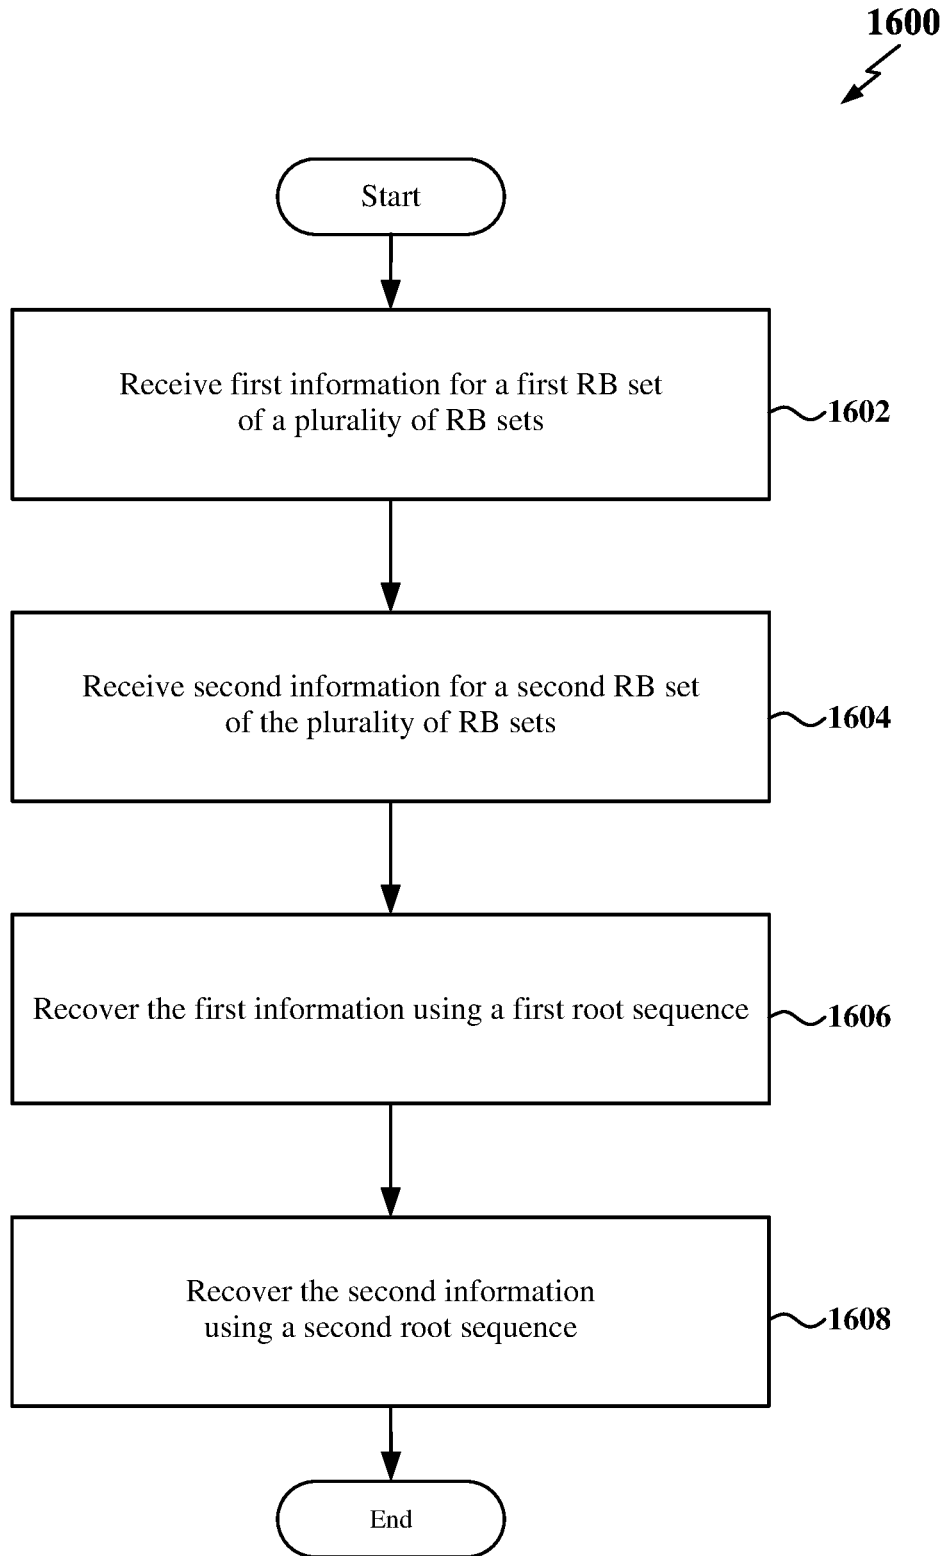 1600
Start
Receive first information for a first RB set
of a plurality of RB sets
1602
Receive second information for a second RB set
of the plurality of RB sets
1604
Recover the first information using a first root sequence
1606
Recover the second information
using a second root sequence
1608
End